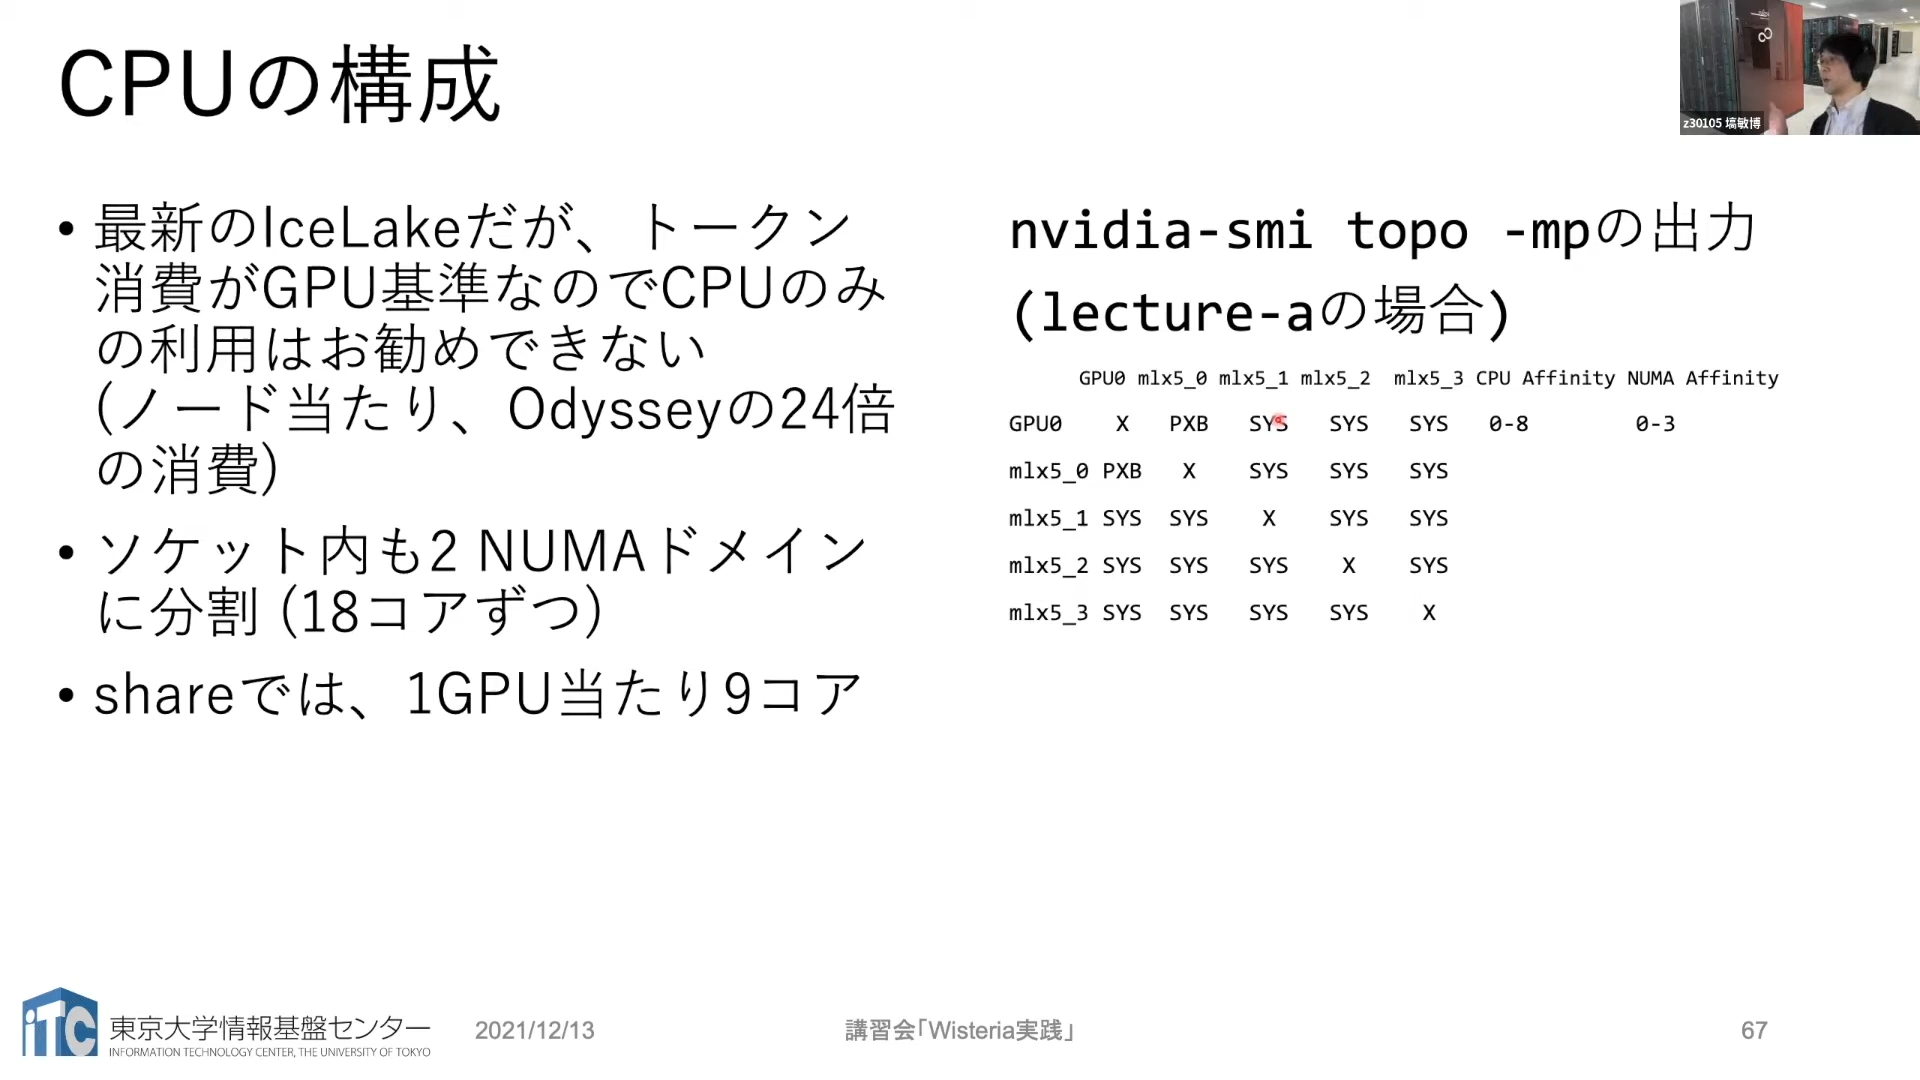 CPUの構成
z30105 塙敏博
• 最新のIceLakeだが、トークン
消費がGPU基準なのでCPUのみ
の利用はお勧めできない
(ノード当たり、Odysseyの24倍
の消費)
• ソケット内も2 NUMAドメイン
に分割 (18コアずつ)
• shareでは、1GPU当たり9コア
nvidia-smi topo -mpの出力
(lecture-aの場合)
GPU0 mlx5_0 mlx5_1 mlx5_2 mlx5_3 CPU Affinity NUMA Affinity
GPU0 X PXB SYS SYS SYS 0-8 0-3
mlx5_0 PXB X SYS SYS SYS
mlx5_1 SYS SYS X SYS SYS
mlx5_2 SYS SYS SYS X SYS
mlx5_3 SYS SYS SYS SYS X
iTC 東京大学情報基盤センター
INFORMATION TECHNOLOGY CENTER, THE UNIVERSITY OF TOKYO
2021/12/13
講習会「Wisteria実践」
67